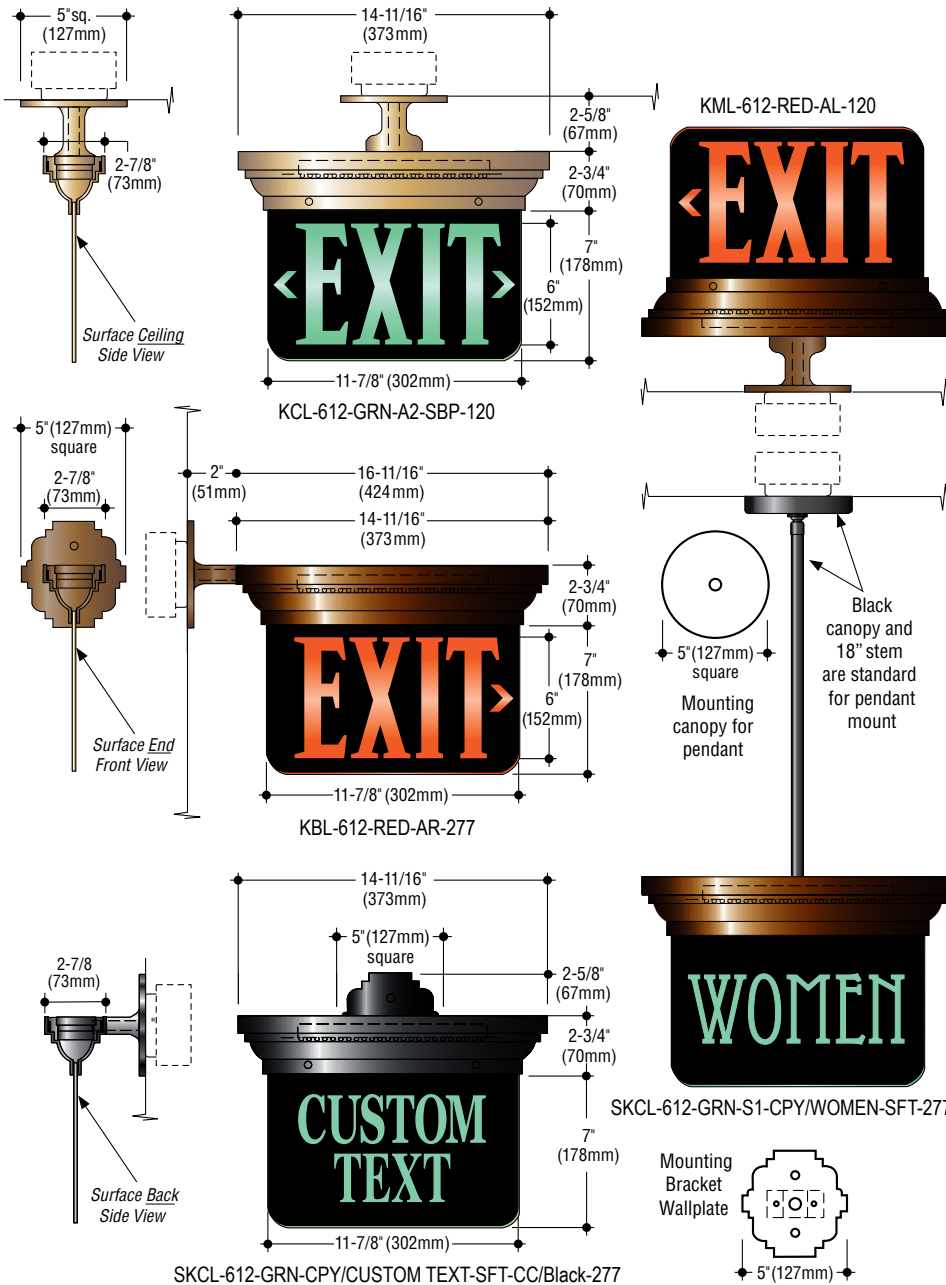 5"sq.
(127mm)
2-7/8"
(73mm)
Surface Ceiling
Side View
14-11/16"
(373mm)
2-5/8"
(67mm)
2-3/4"
(70mm)
EXIT
7"
(178mm)
6"
(152mm)
11-7/8" (302mm)
KCL-612-GRN-A2-SBP-120
KML-612-RED-AL-120
EXIT
5"(127mm)
square
2-7/8"
(73mm)
Surface End
Front View
2"
(51mm)
16-11/16"
(424mm)
14-11/16"
(373mm)
2-3/4"
(70mm)
EXIT
7"
(178mm)
6"
(152mm)
11-7/8" (302mm)
KBL-612-RED-AR-277
5"(127mm)
square
Mounting
canopy for
pendant
Black
canopy and
18” stem
are standard
for pendant
mount
2-7/8
(73mm)
Surface Back
Side View
14-11/16"
(373mm)
5"(127mm)
square
2-5/8"
(67mm)
2-3/4"
(70mm)
CUSTOM
TEXT
7"
(178mm)
11-7/8" (302mm)
SKCL-612-GRN-CPY/CUSTOM TEXT-SFT-CC/Black-277
WOMEN
SKCL-612-GRN-S1-CPY/WOMEN-SFT-277
Mounting
Bracket
Wallplate
5"(127mm)